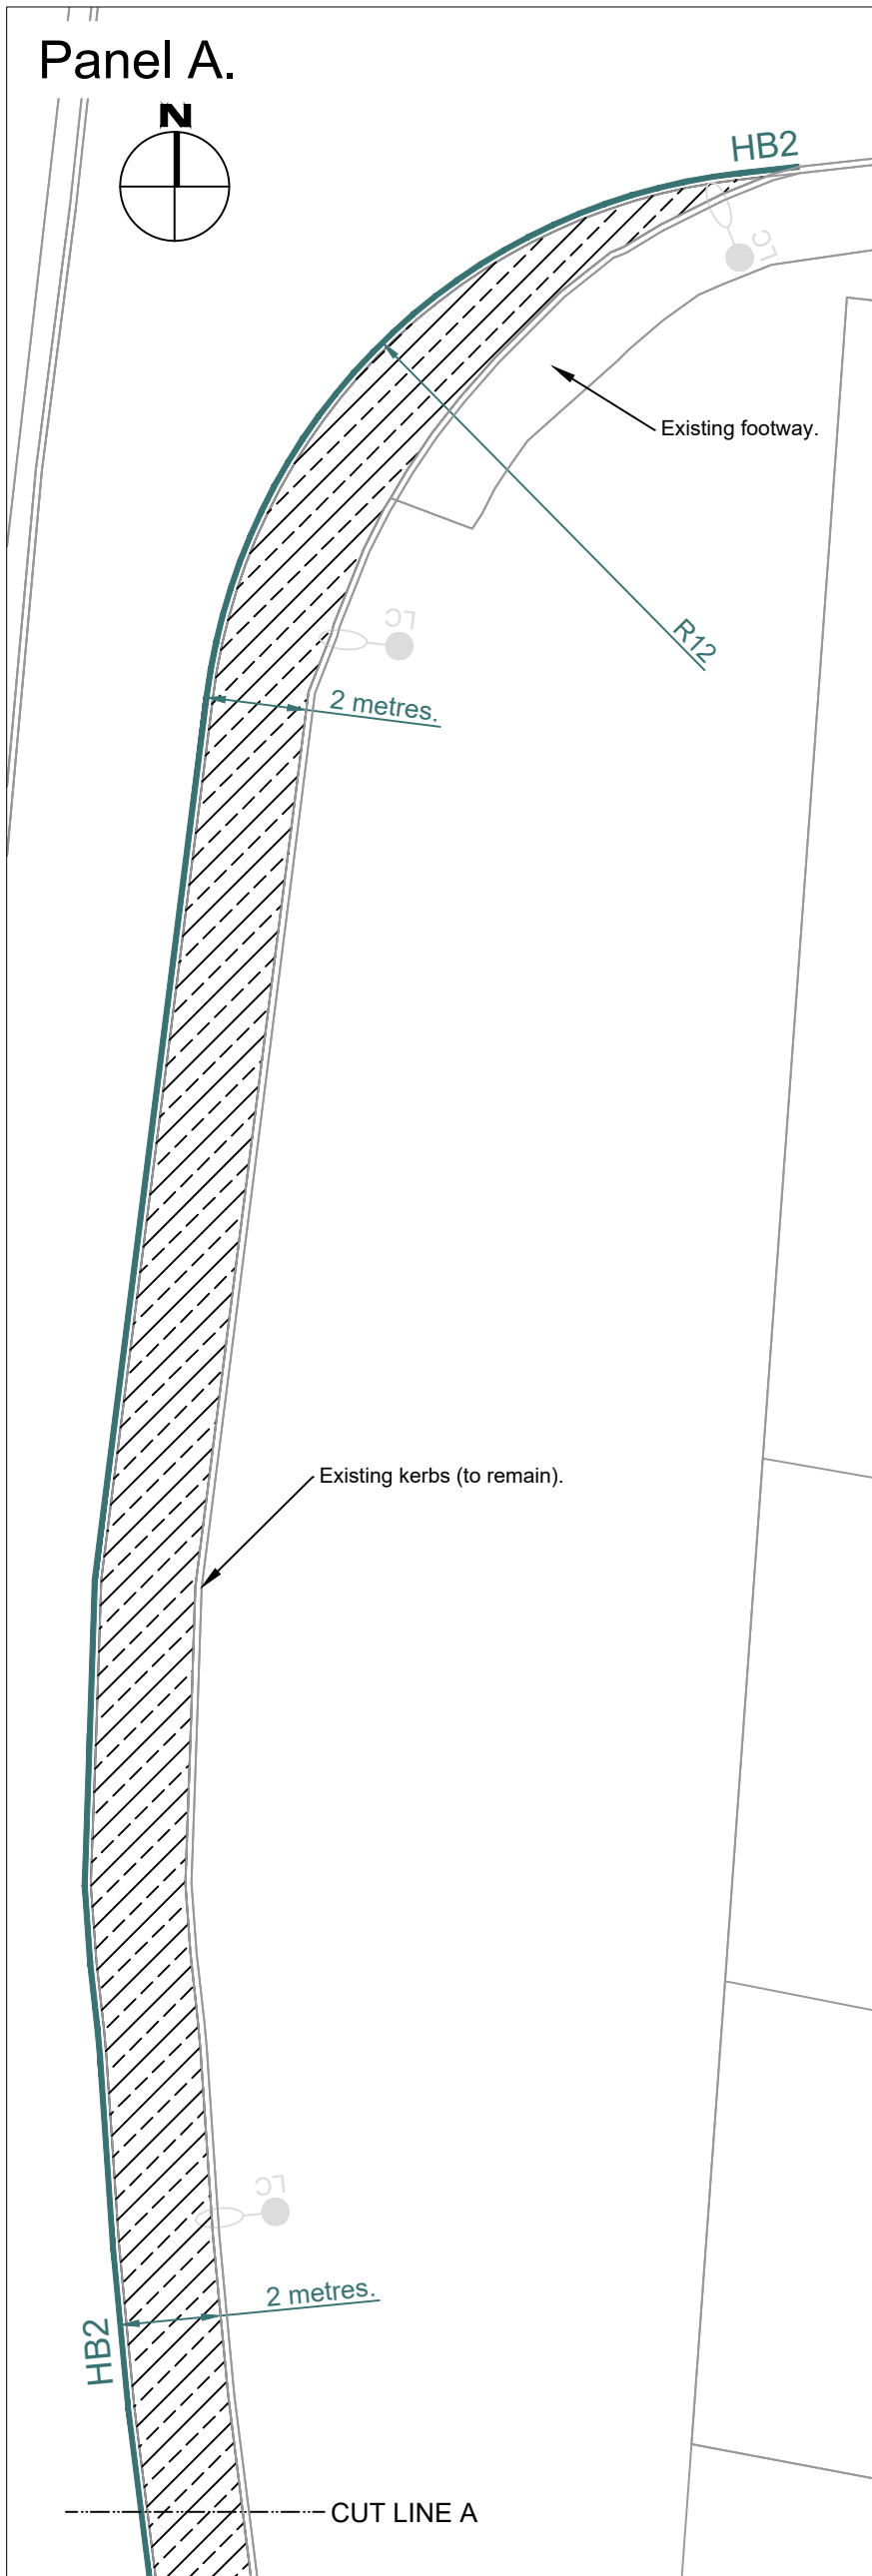 Panel A.
N
HB2
LC
Existing footway.
R12
LC
2 metres.
Existing kerbs (to remain).
LC
2 metres.
HB2
CUT LINE A